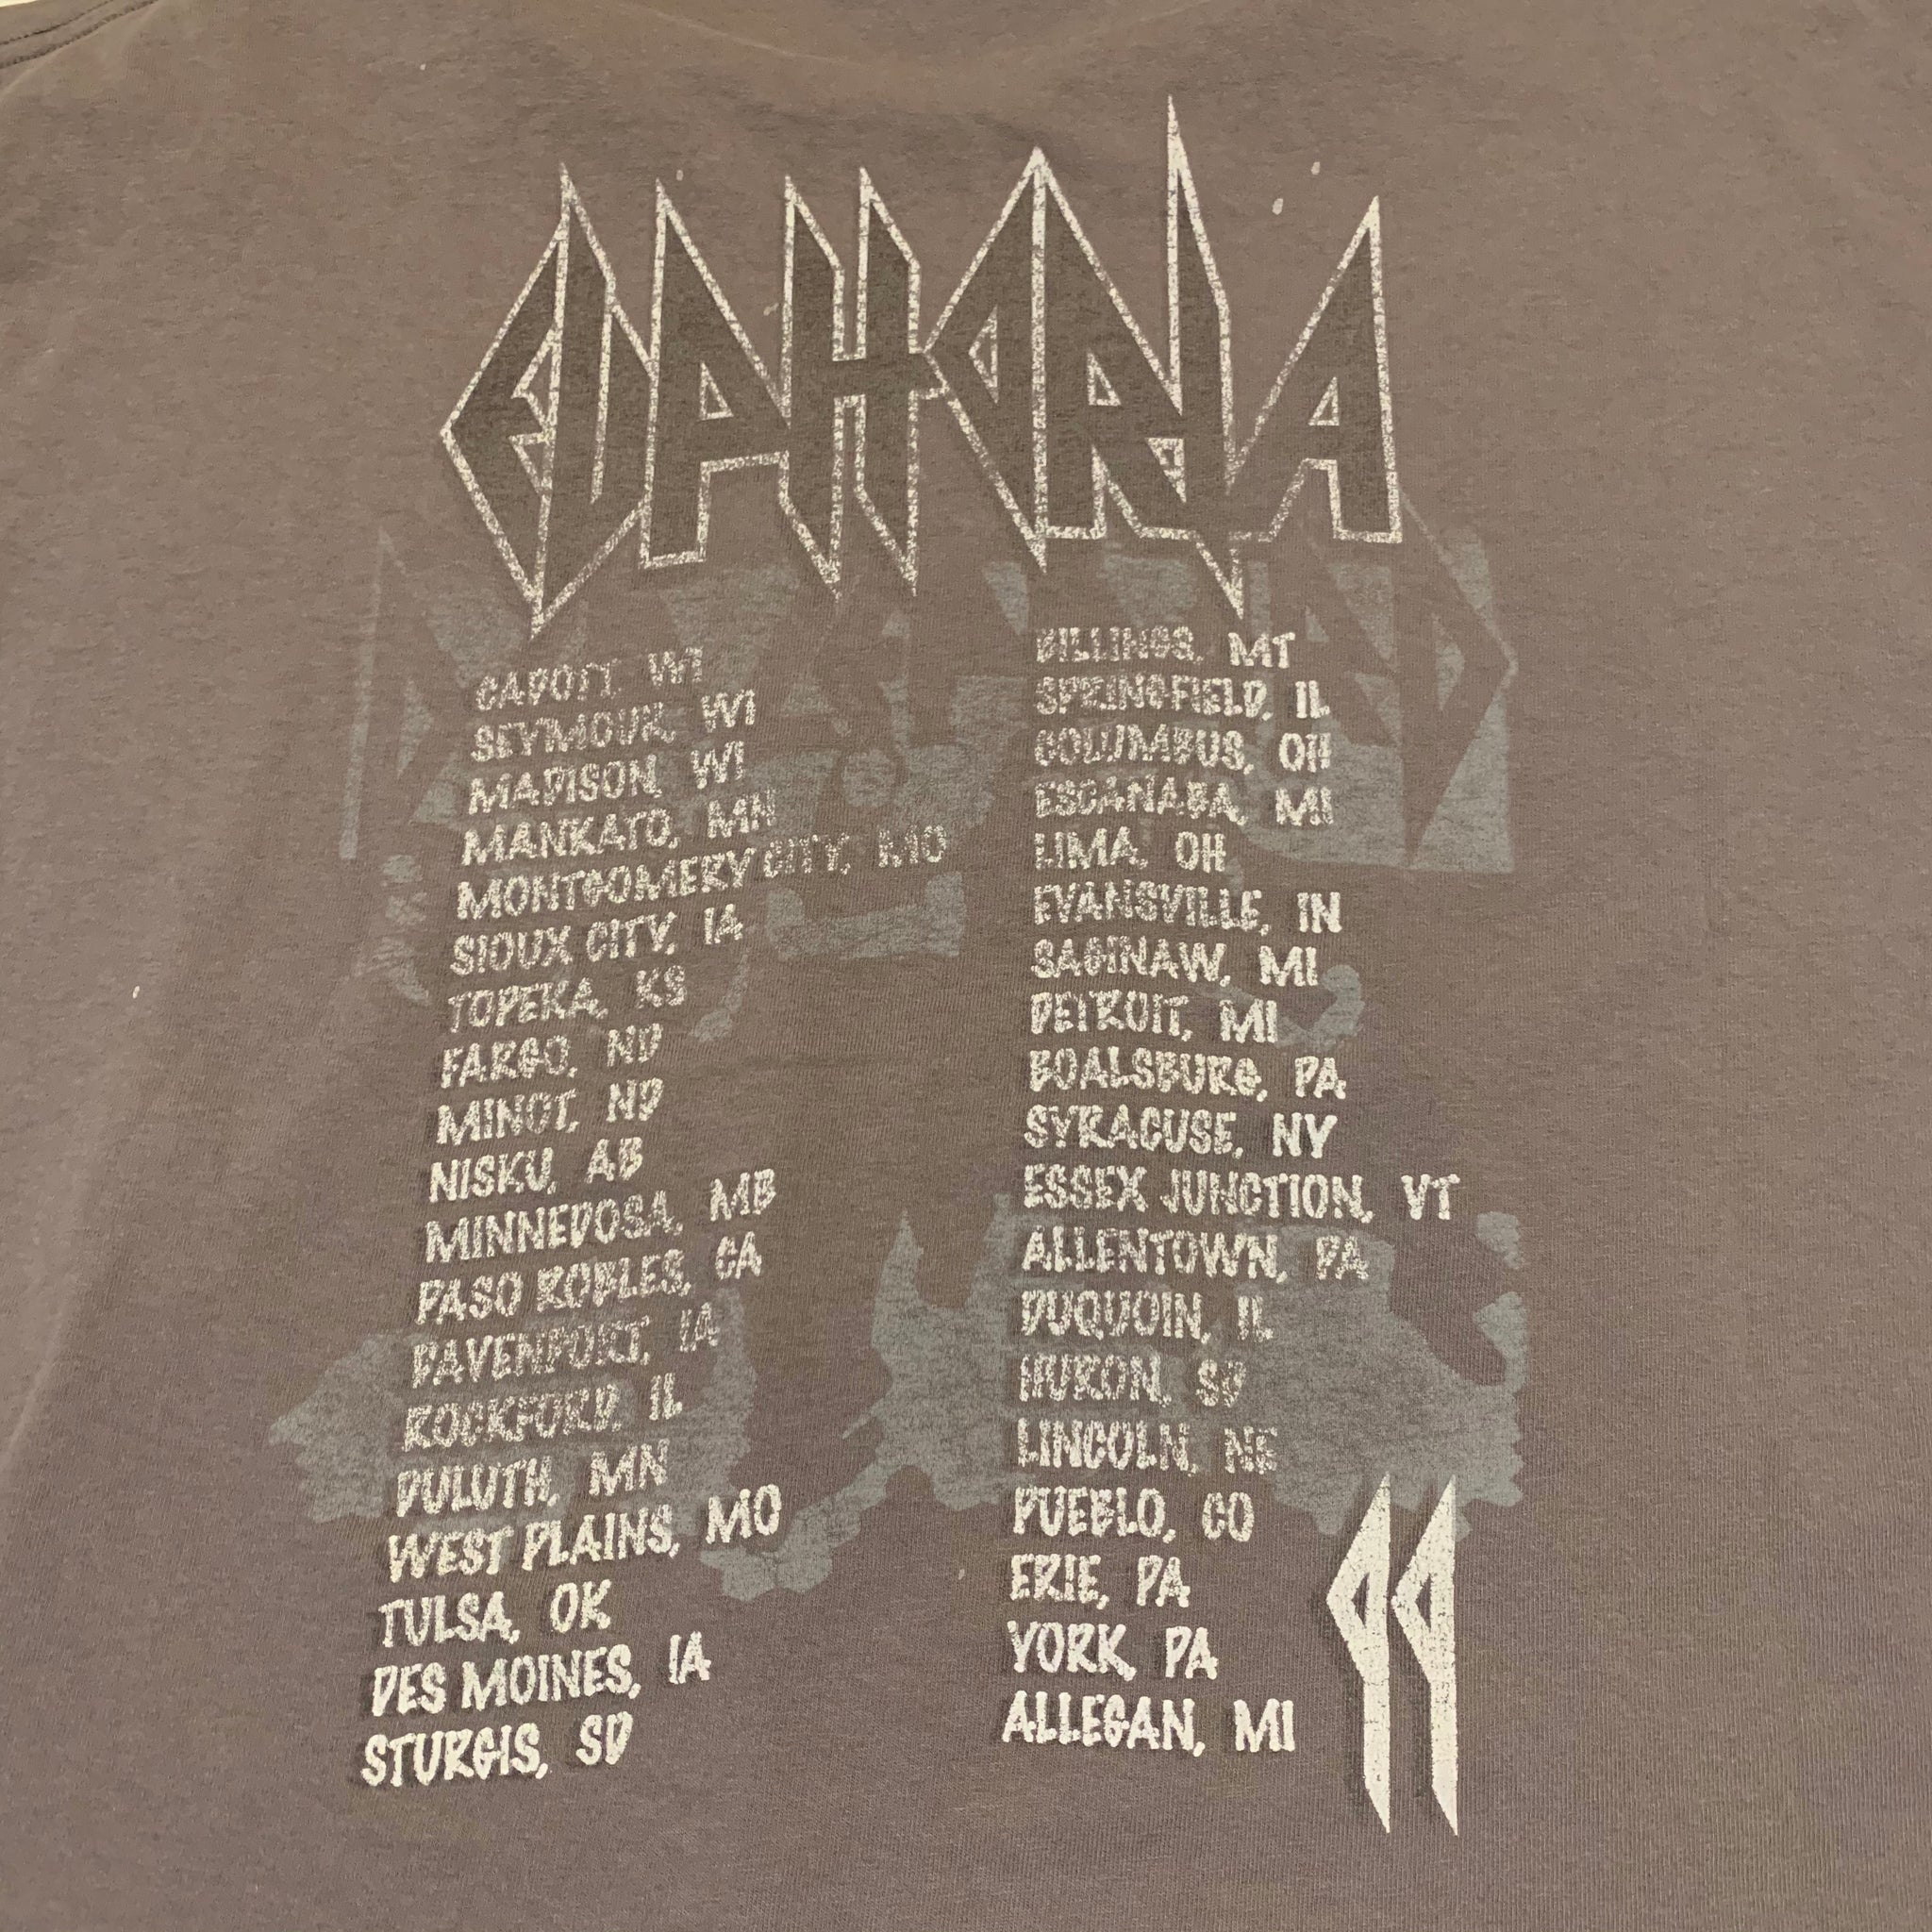 EUPHORIA
CADOTT, WI
SEYMOUR, WI
MADISON, WI
MANKATO, MN
MONTGOMERY CITY, MO
SIOUX CITY, IA
TOPEKA, KS
FARGO, ND
MINOT, ND
NISKU, AB
MINNEDOSA, MB
PASO ROBLES, CA
DAVENPORT, IA
ROCKFORD, IL
DULUTH, MN
WEST PLAINS, MO
TULSA, OK
DES MOINES, IA
STURGIS, SD
BILLINGS, MT
SPRINGFIELD, IL
COLUMBUS, OH
ESCANABA, MI
LIMA, OH
EVANSVILLE, IN
SAGINAW, MI
DETROIT, MI
BOALSBURG, PA
SYRACUSE, NY
ESSEX JUNCTION, VT
ALLENTOWN, PA
DUQUOIN, IL
HURON, SD
LINCOLN, NE
PUEBLO, CO
ERIE, PA
YORK, PA
ALLEGAN, MI
99